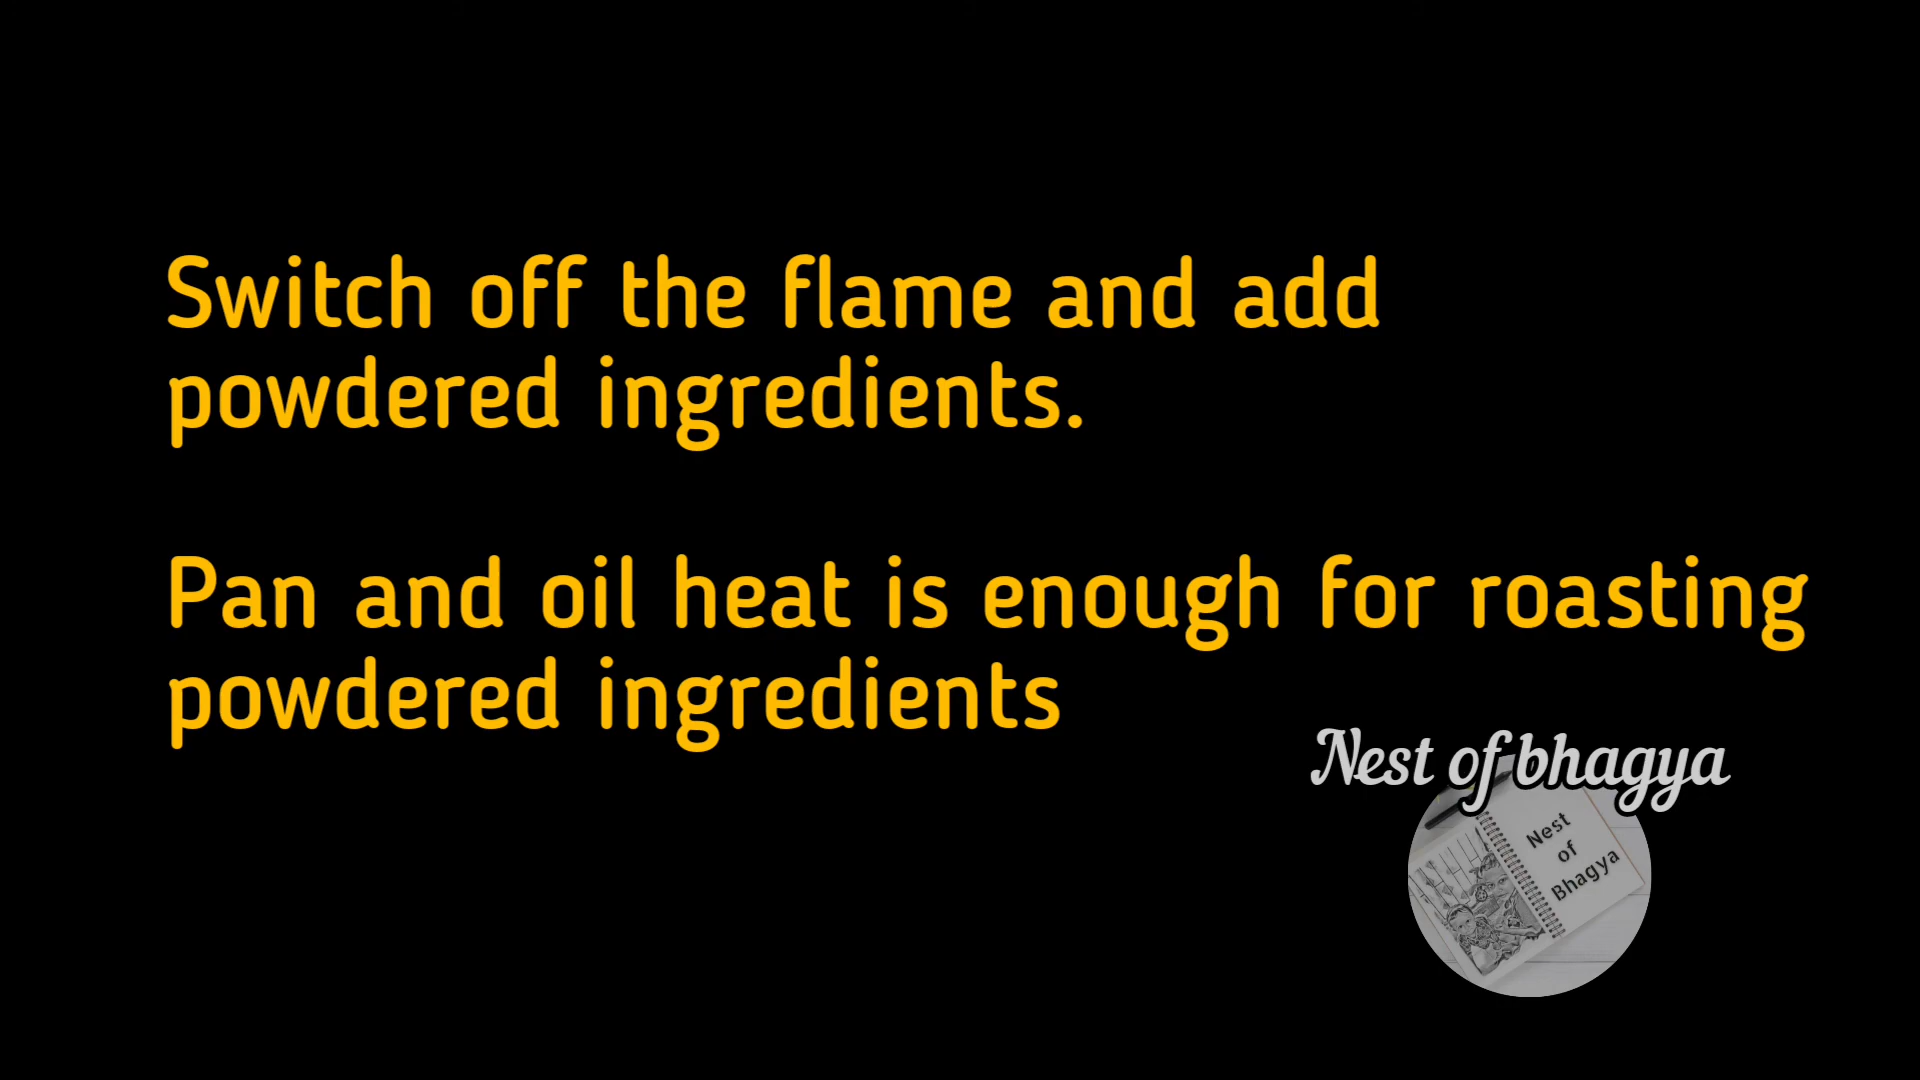 Switch off the flame and add
powdered ingredients.
Pan and oil heat is enough for roasting
powdered ingredients
Nest of bhagya
Nest
of
Bhagya